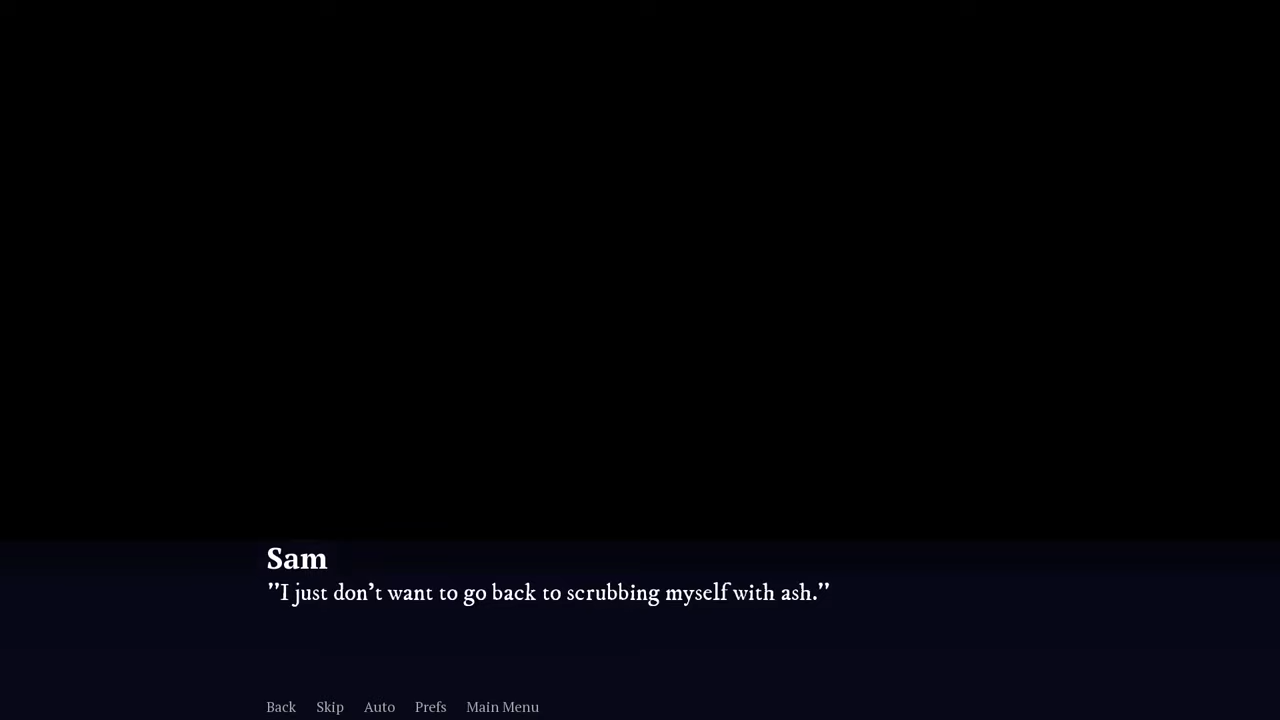 Sam
"I just don't want to go back to scrubbing myself with ash."
Back Skip Auto Prefs Main Menu